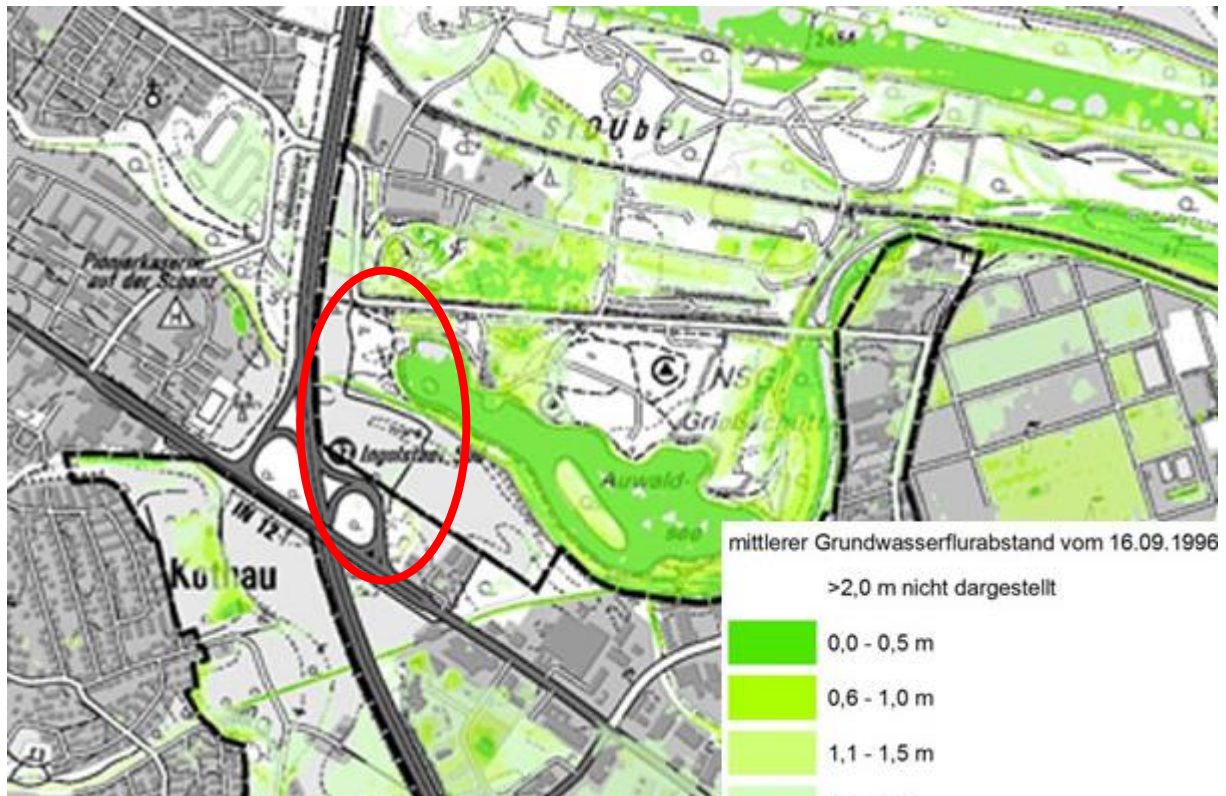 2454
Pionierkaserne
auf der Schanz
NSG
Auwald-
see
IN 12
Kothau
mittlerer Grundwasserflurabstand vom 16.09.1996
>2,0 m nicht dargestellt
0,0 - 0,5 m
0,6 - 1,0 m
1,1 - 1,5 m